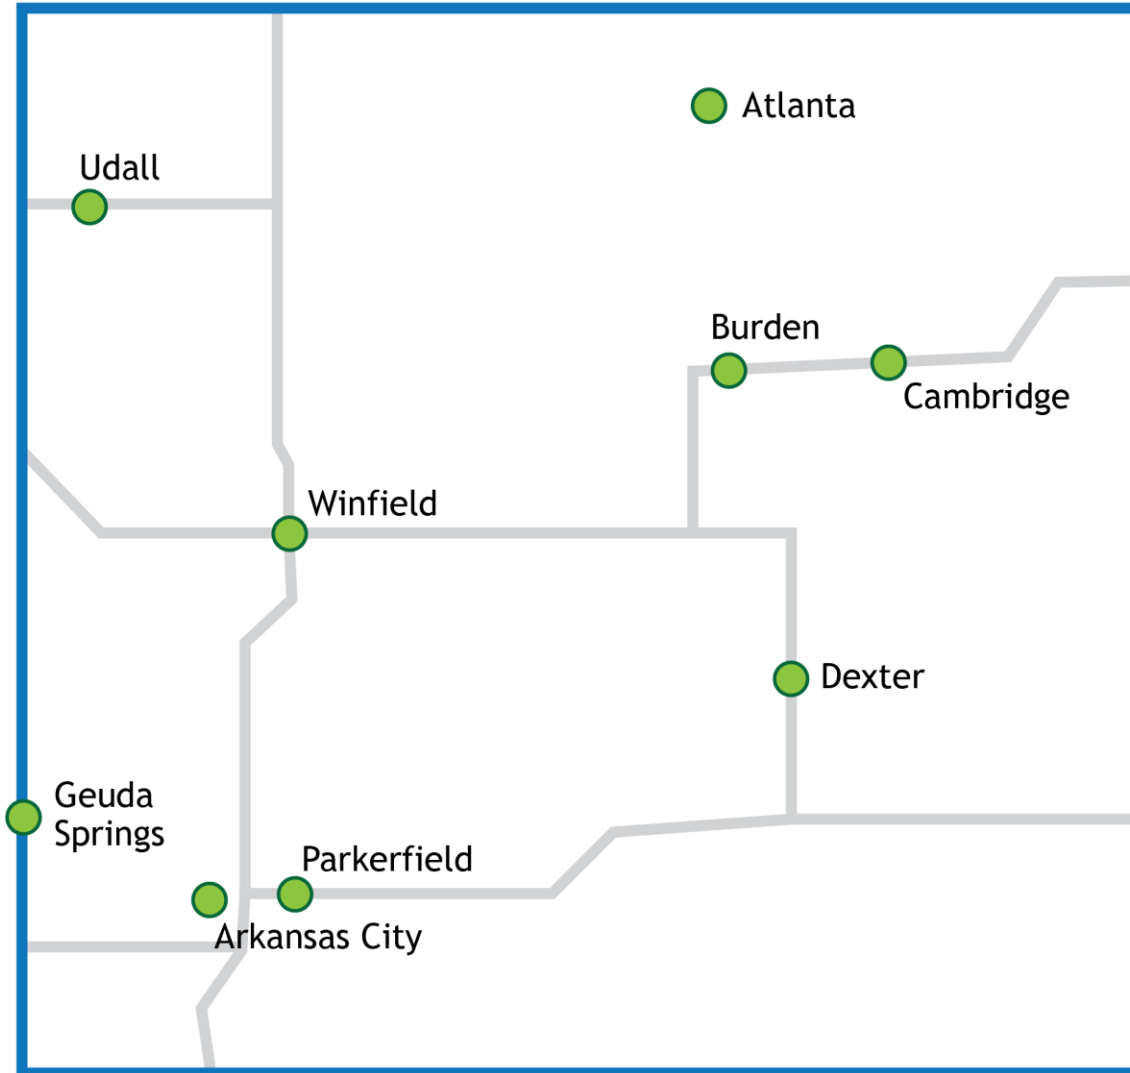 Atlanta
Udall
Burden
Cambridge
Winfield
Dexter
Geuda
Springs
Parkerfield
Arkansas City